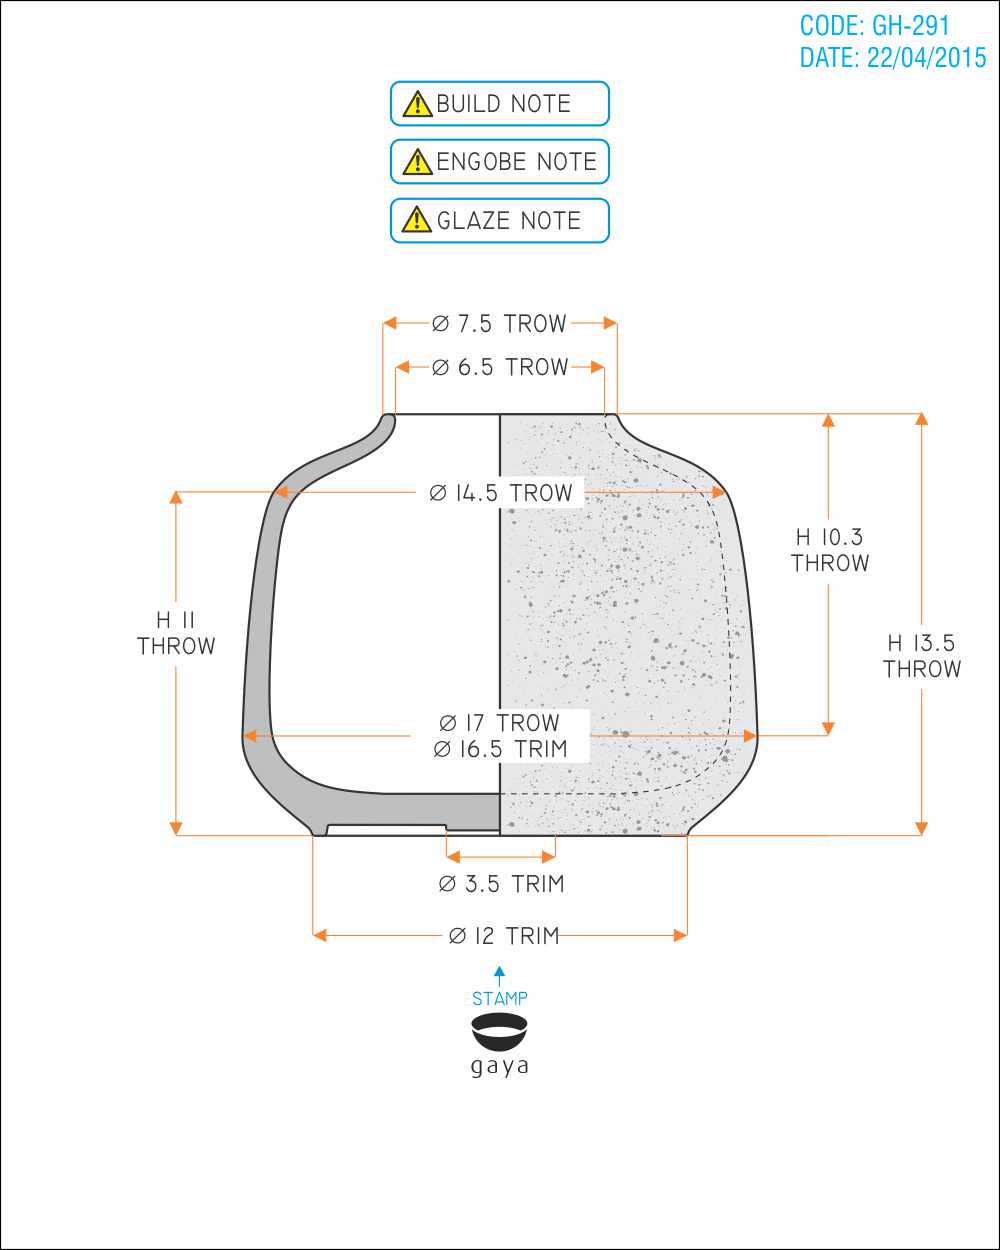 CODE: GH-291
DATE: 22/04/2015
BUILD NOTE
ENGOBE NOTE
GLAZE NOTE
Ø 7.5 TROW
Ø 6.5 TROW
Ø 14.5 TROW
H 10.3
THROW
H 11
THROW
H 13.5
THROW
Ø 17 TROW
Ø 16.5 TRIM
Ø 3.5 TRIM
Ø 12 TRIM
STAMP
gaya